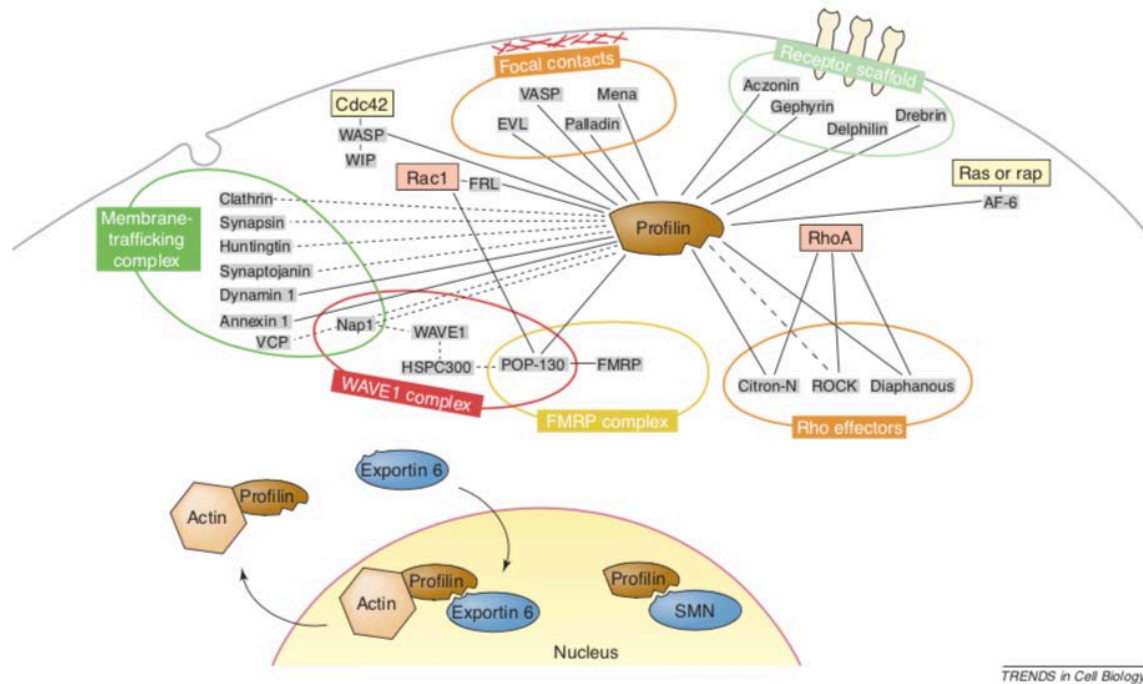 Focal contacts
VASP
Mena
EVL
Palladin
Receptor scaffold
Aczonin
Gephyrin
Delphilin
Drebrin
Cdc42
WASP
WIP
Rac1
FRL
Ras or rap
AF-6
Profilin
RhoA
Membrane-
trafficking
complex
Clathrin
Synapsin
Huntingtin
Synaptojanin
Dynamin 1
Annexin 1
VCP
Nap1
WAVE1
HSPC300
POP-130
FMRP
WAVE1 complex
FMRP complex
Citron-N
ROCK
Diaphanous
Rho effectors
Exportin 6
Profilin
Actin
Profilin
Actin
Exportin 6
Profilin
SMN
Nucleus
TRENDS in Cell Biology